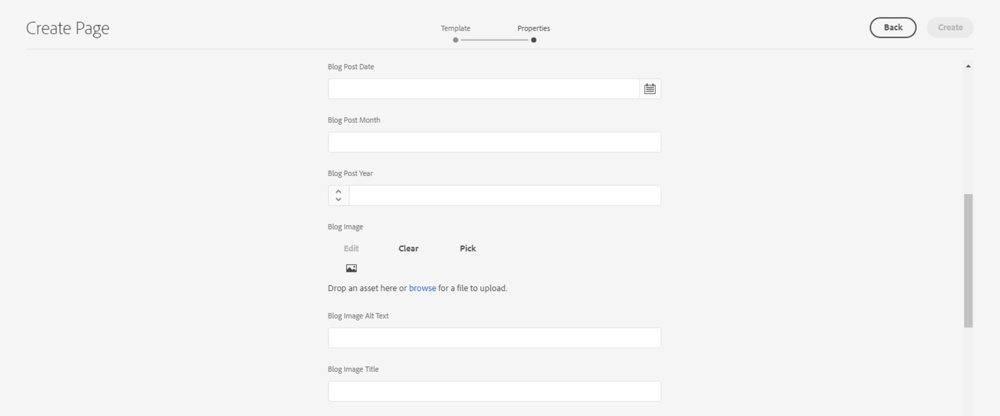 Create Page
Template
Properties
Back
Create
Blog Post Date
Blog Post Month
Blog Post Year
Blog Image
Edit
Clear
Pick
Drop an asset here or browse for a file to upload.
Blog Image Alt Text
Blog Image Title